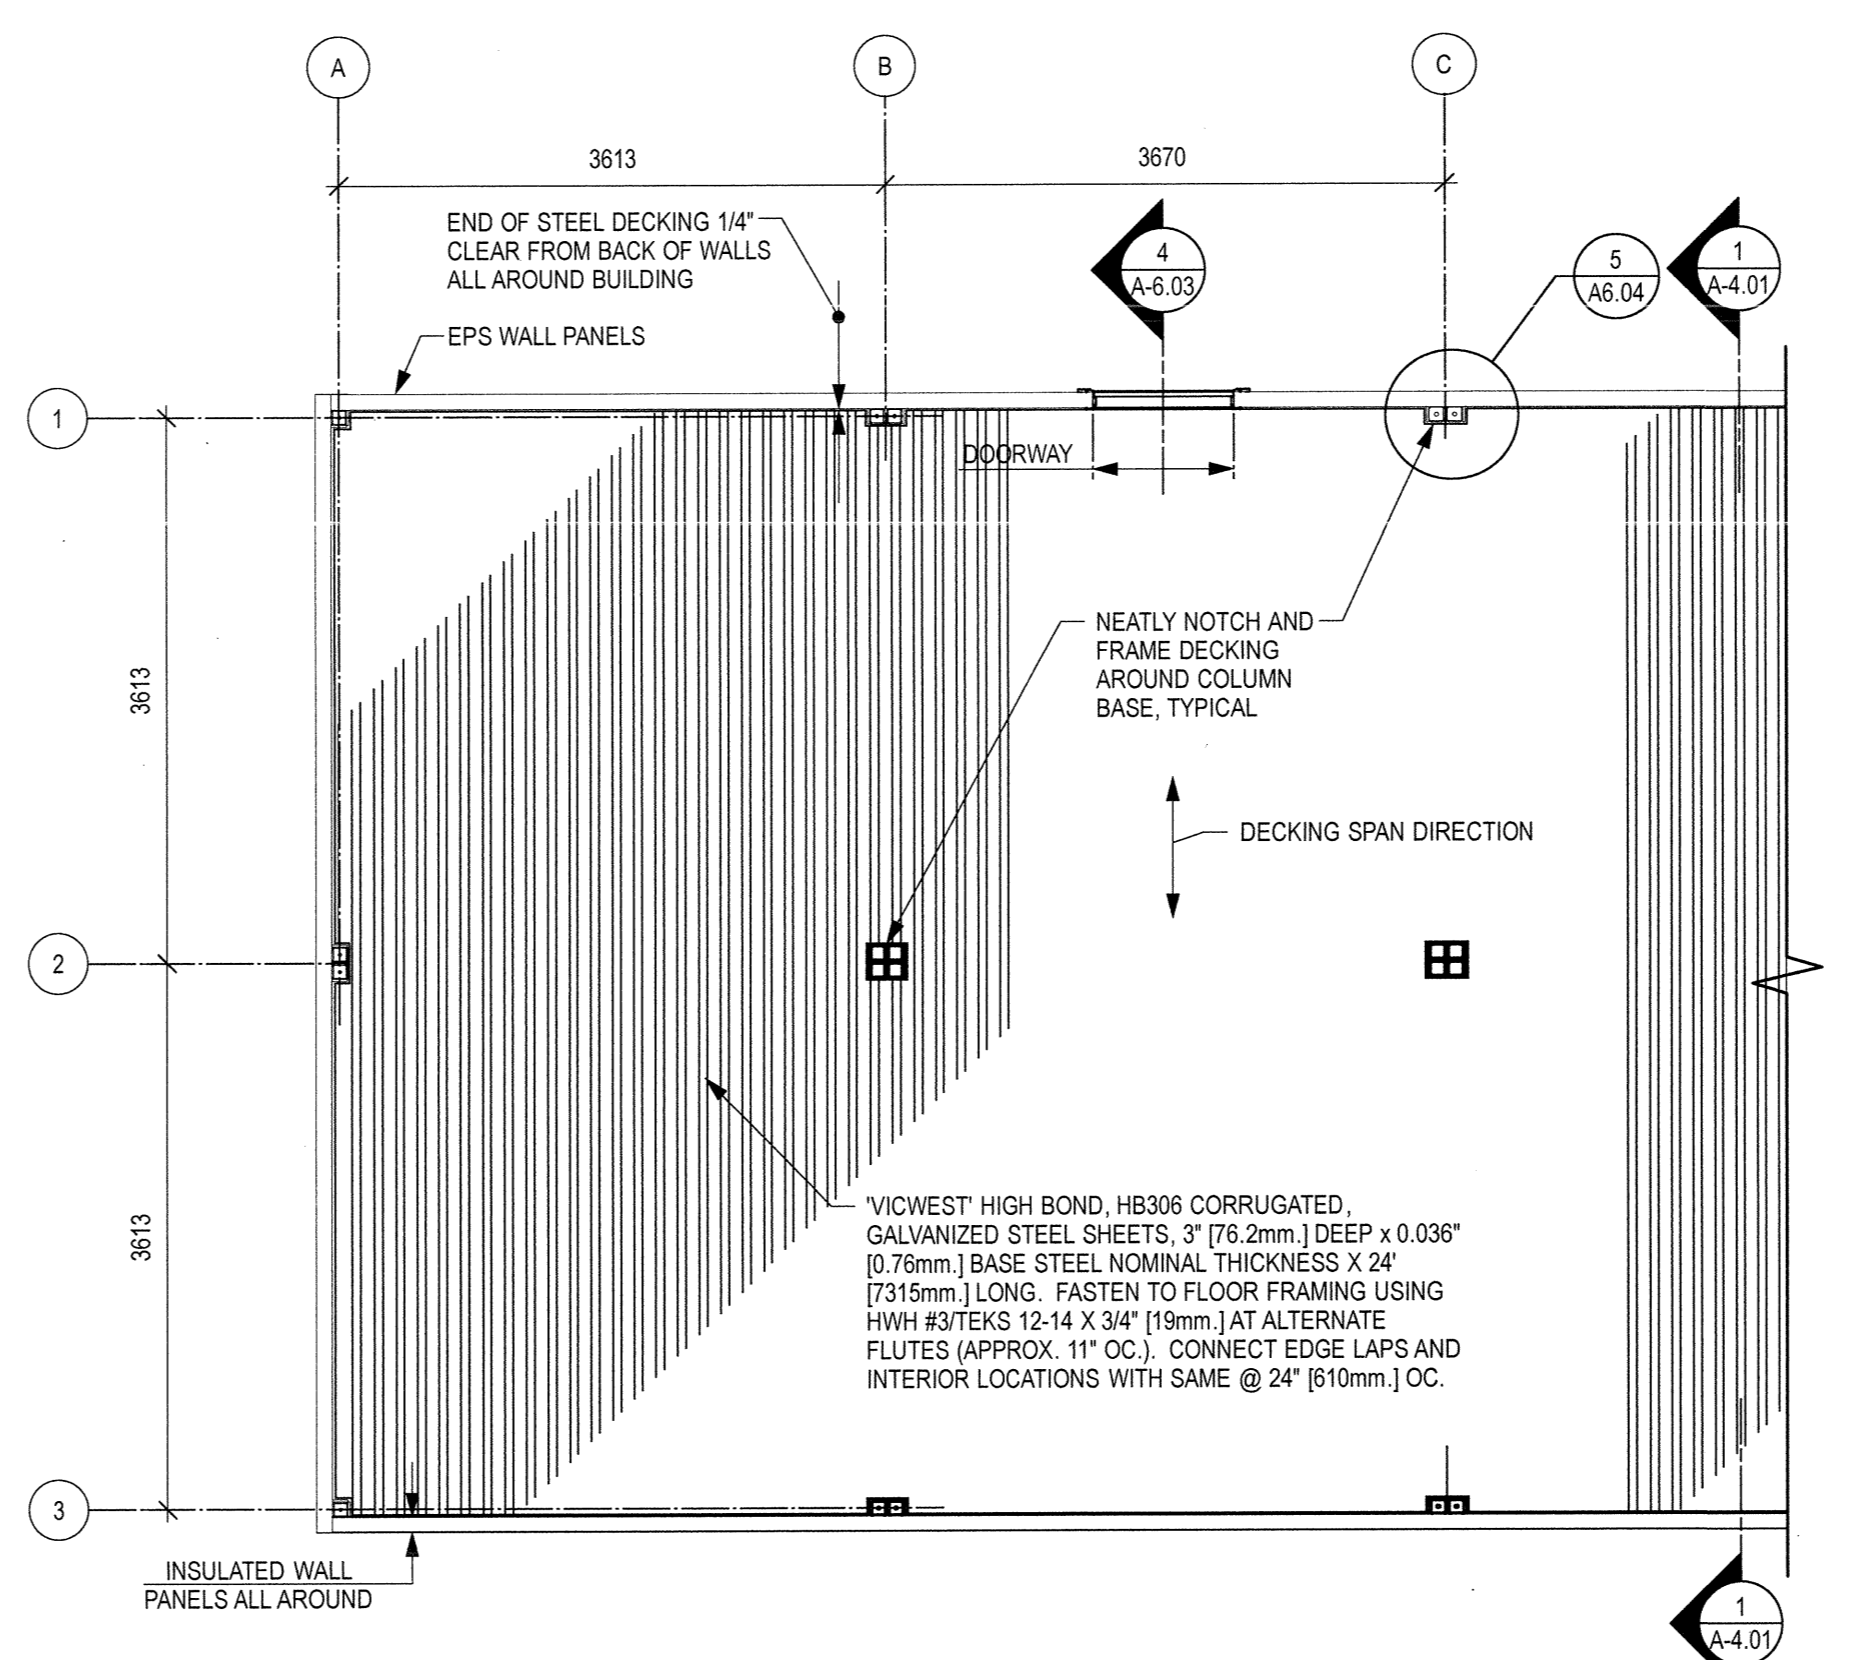 A
B
C
3613
3670
END OF STEEL DECKING 1/4"
CLEAR FROM BACK OF WALLS
ALL AROUND BUILDING
4
A-6.03
5
A6.04
1
A-4.01
EPS WALL PANELS
1
DOORWAY
NEATLY NOTCH AND
FRAME DECKING
AROUND COLUMN
BASE, TYPICAL
3613
DECKING SPAN DIRECTION
2
3613
'VICWEST' HIGH BOND, HB306 CORRUGATED,
GALVANIZED STEEL SHEETS, 3" [76.2mm.] DEEP x 0.036"
[0.76mm.] BASE STEEL NOMINAL THICKNESS X 24'
[7315mm.] LONG. FASTEN TO FLOOR FRAMING USING
HWH #3/TEKS 12-14 X 3/4" [19mm.] AT ALTERNATE
FLUTES (APPROX. 11" OC.). CONNECT EDGE LAPS AND
INTERIOR LOCATIONS WITH SAME @ 24" [610mm.] OC.
3
INSULATED WALL
PANELS ALL AROUND
1
A-4.01